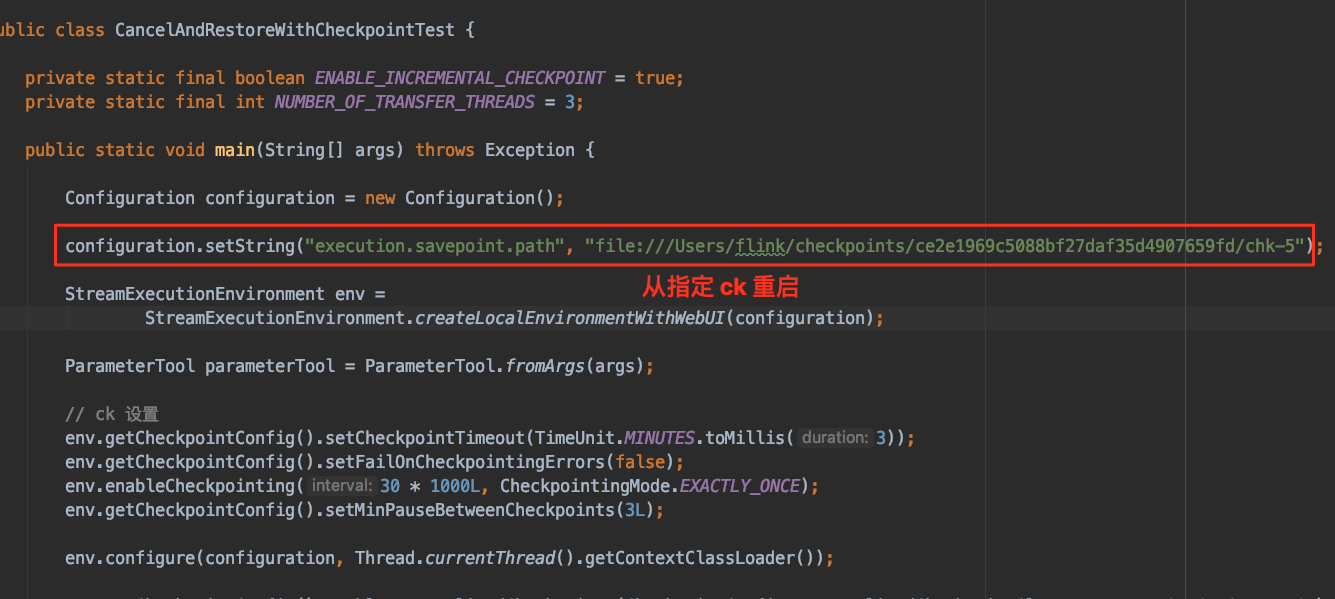 ublic class CancelAndRestoreWithCheckpointTest {
private static final boolean ENABLE_INCREMENTAL_CHECKPOINT = true;
private static final int NUMBER_OF_TRANSFER_THREADS = 3;
public static void main(String[] args) throws Exception {
Configuration configuration = new Configuration();
configuration.setString("execution.savepoint.path", "file:///Users/flink/checkpoints/ce2e1969c5088bf27daf35d4907659fd/chk-5");
从指定 ck 重启
StreamExecutionEnvironment env =
StreamExecutionEnvironment.createLocalEnvironmentWithWebUI(configuration);
ParameterTool parameterTool = ParameterTool.fromArgs(args);
// ck 设置
env.getCheckpointConfig().setCheckpointTimeout(TimeUnit.MINUTES.toMillis( duration: 3));
env.getCheckpointConfig().setFailOnCheckpointingErrors(false);
env.enableCheckpointing( interval: 30 * 1000L, CheckpointingMode.EXACTLY_ONCE);
env.getCheckpointConfig().setMinPauseBetweenCheckpoints(3L);
env.configure(configuration, Thread.currentThread().getContextClassLoader());